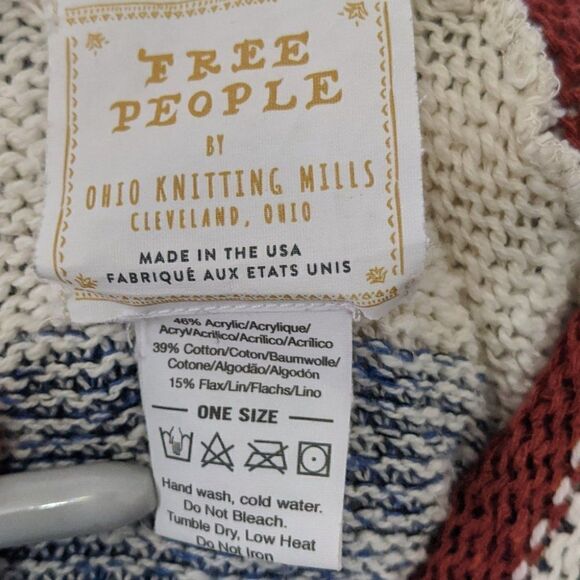 FREE
PEOPLE
BY
OHIO KNITTING MILLS
CLEVELAND, OHIO
MADE IN THE USA
FABRIQUÉ AUX ETATS UNIS
46% Acrylic/Acrylique/
Acryl/Acrilico/Acrílico/Acrílico
39% Cotton/Coton/Baumwolle/
Cotone/Algodão/Algodón
15% Flax/Lin/Flachs/Lino
ONE SIZE
Hand wash, cold water.
Do Not Bleach.
Tumble Dry, Low Heat
Do Not Iron